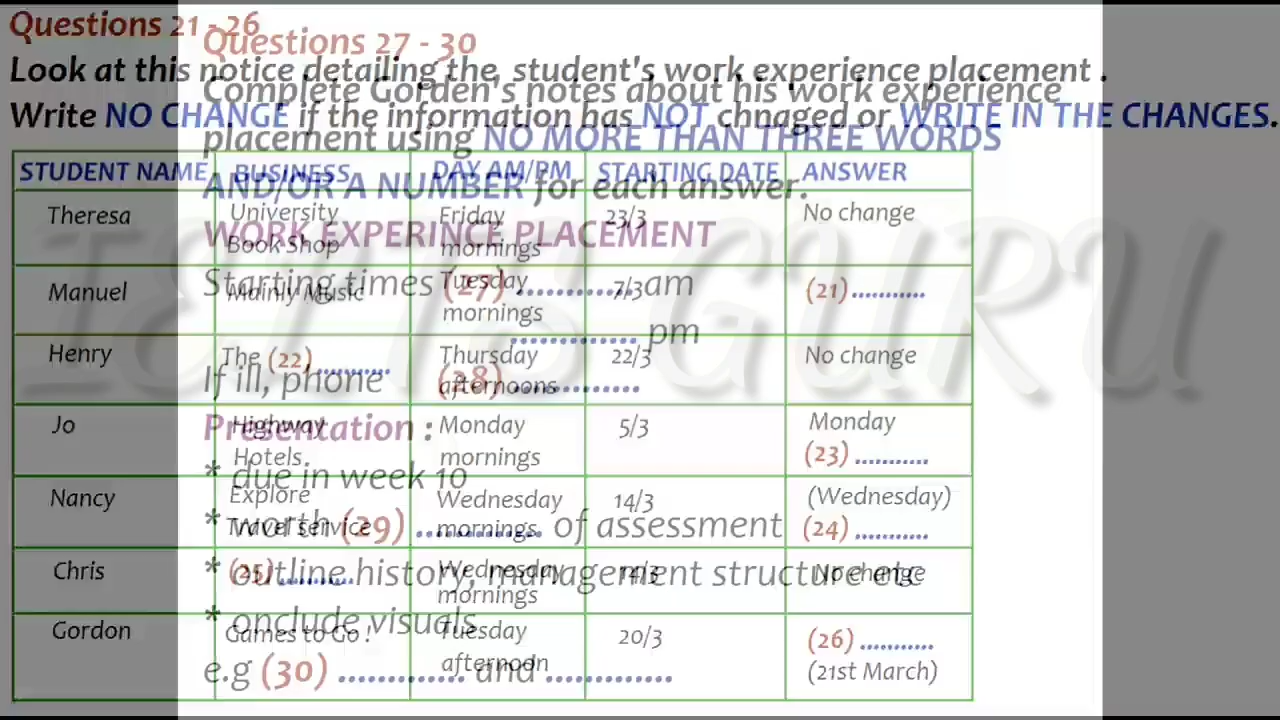 Questions 21 - 26
Look at this notice detailing the, student's work experience placement .
Write NO CHANGE if the information has NOT chnaged or WRITE IN THE CHANGES.
STUDENT NAME BUSINESS DAY AM/PM STARTING DATE ANSWER
Theresa University Book Shop Friday mornings 23/3 No change
Manuel Mainly Music Tuesday mornings 7/3 (21) ...........
Henry The (22) ........... Thursday afternoons 22/3 No change
Jo Highway Hotels Monday mornings 5/3 Monday (23) ...........
Nancy Explore Travel service Wednesday mornings 14/3 (Wednesday) (24) ...........
Chris (25) ........... Wednesday mornings 14/3 No change
Gordon Games to Go ! Tuesday afternoon 20/3 (26) ........... (21st March)
Questions 27 - 30
Complete Gorden's notes about his work experience
placement using NO MORE THAN THREE WORDS
AND/OR A NUMBER for each answer.
WORK EXPERINCE PLACEMENT
Starting times (27) ............. am
............. pm
If ill, phone (28) .............
Presentation :
* due in week 10
* worth (29) ............. of assessment
* outline history, management structure etc
* onclude visuals
e.g (30) ............. and .............
IELTS GURU